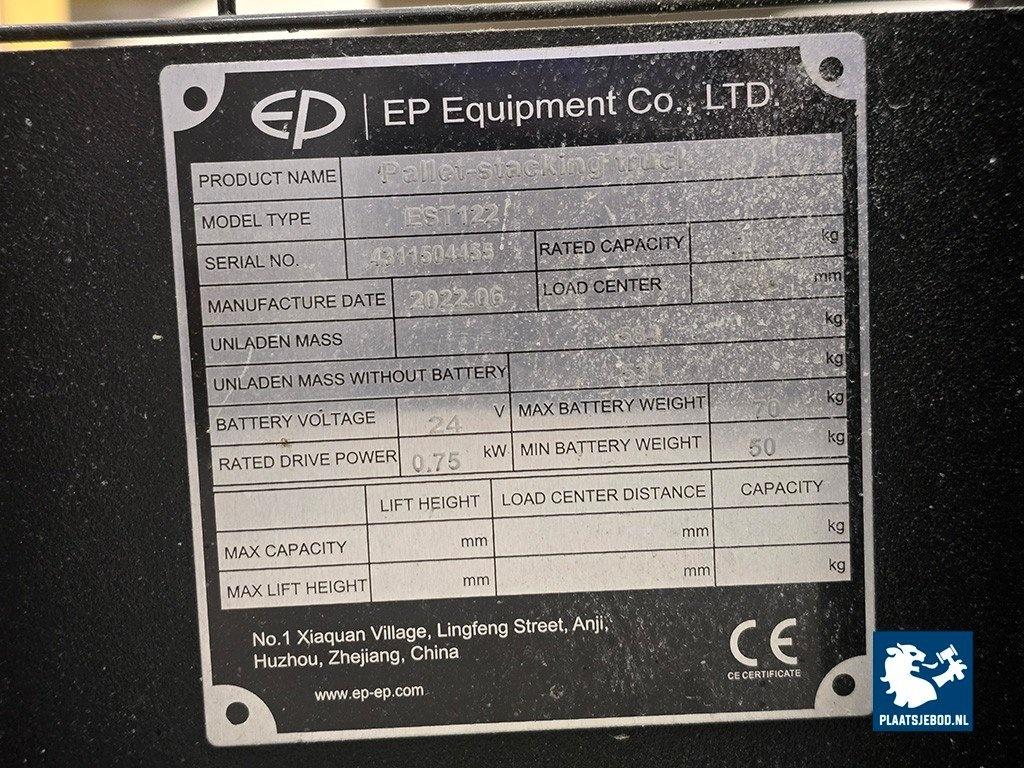 EP | EP Equipment Co., LTD.
PRODUCT NAME Pallet-stacking truck
MODEL TYPE EST122
SERIAL NO. RATED CAPACITY kg
MANUFACTURE DATE 2022.06 LOAD CENTER mm
UNLADEN MASS kg
UNLADEN MASS WITHOUT BATTERY kg
BATTERY VOLTAGE 24 V MAX BATTERY WEIGHT 70 kg
RATED DRIVE POWER 0.75 kW MIN BATTERY WEIGHT 50 kg
LIFT HEIGHT LOAD CENTER DISTANCE CAPACITY
MAX CAPACITY mm mm kg
MAX LIFT HEIGHT mm mm kg
No.1 Xiaquan Village, Lingfeng Street, Anji,
Huzhou, Zhejiang, China
www.ep-ep.com
CE
CE CERTIFICATE
PLAATSJEBOD.NL